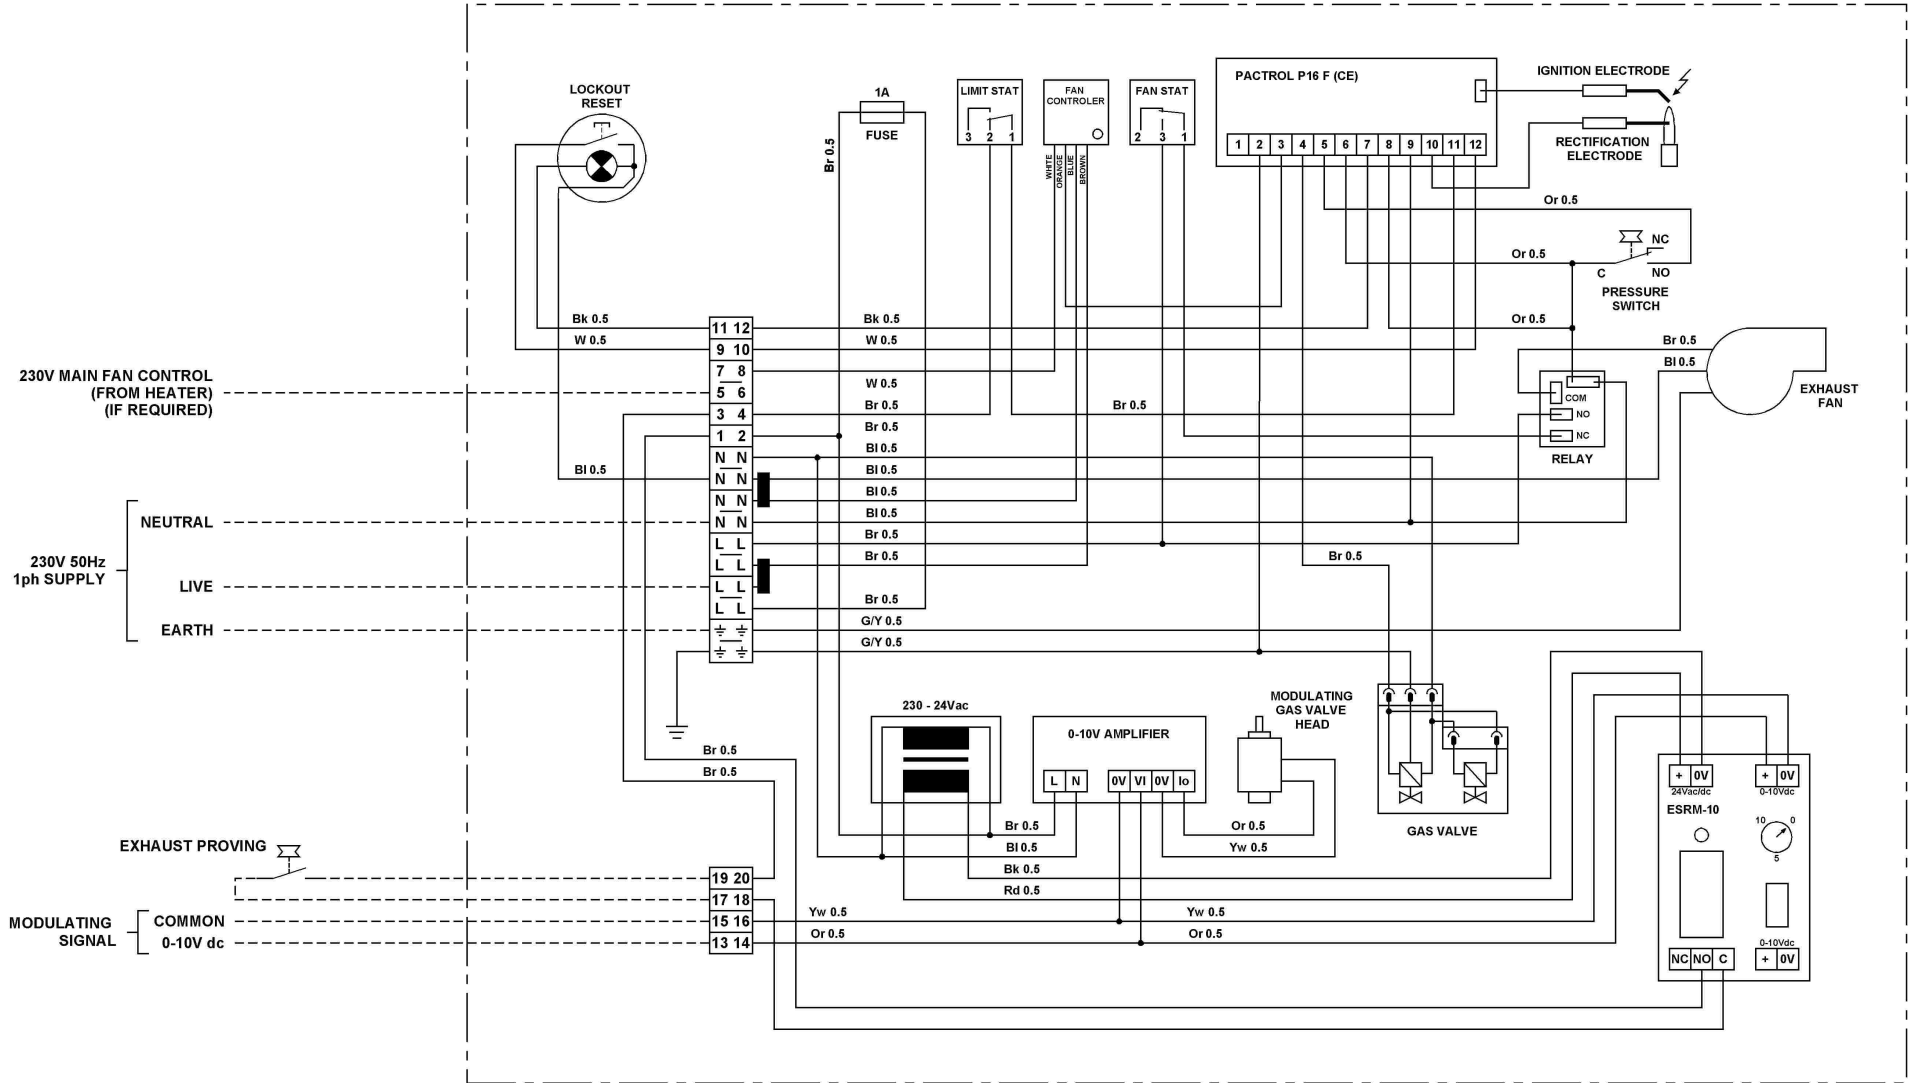 LOCKOUT
RESET
1A
FUSE
Br 0.5
LIMIT STAT
3 2 1
FAN
CONTROLER
WHITE
ORANGE
BLUE
BROWN
FAN STAT
2 3 1
PACTROL P16 F (CE)
1 2 3 4 5 6 7 8 9 10 11 12
IGNITION ELECTRODE
RECTIFICATION
ELECTRODE
Or 0.5
NC
Or 0.5
C
NO
PRESSURE
SWITCH
Bk 0.5
11 12
Bk 0.5
Or 0.5
W 0.5
9 10
W 0.5
Br 0.5
Bl 0.5
EXHAUST
FAN
7 8
230V MAIN FAN CONTROL
(FROM HEATER)
(IF REQUIRED)
5 6
W 0.5
3 4
Br 0.5
Br 0.5
COM
NO
NC
RELAY
1 2
Br 0.5
N N
Bl 0.5
Bl 0.5
N N
Bl 0.5
N N
Bl 0.5
NEUTRAL
N N
Bl 0.5
L L
Br 0.5
230V 50Hz
1ph SUPPLY
L L
Br 0.5
Br 0.5
LIVE
L L
L L
Br 0.5
EARTH
G/Y 0.5
G/Y 0.5
Br 0.5
Br 0.5
230 - 24Vac
0-10V AMPLIFIER
L N
0V VI 0V Io
MODULATING
GAS VALVE
HEAD
GAS VALVE
+ 0V
24Vac/dc
+ 0V
0-10Vdc
ESRM-10
10 0
5
0-10Vdc
NC NO C
+ 0V
Br 0.5
Or 0.5
Bl 0.5
Yw 0.5
Bk 0.5
Rd 0.5
EXHAUST PROVING
19 20
17 18
MODULATING
SIGNAL
COMMON
15 16
Yw 0.5
Yw 0.5
0-10V dc
13 14
Or 0.5
Or 0.5